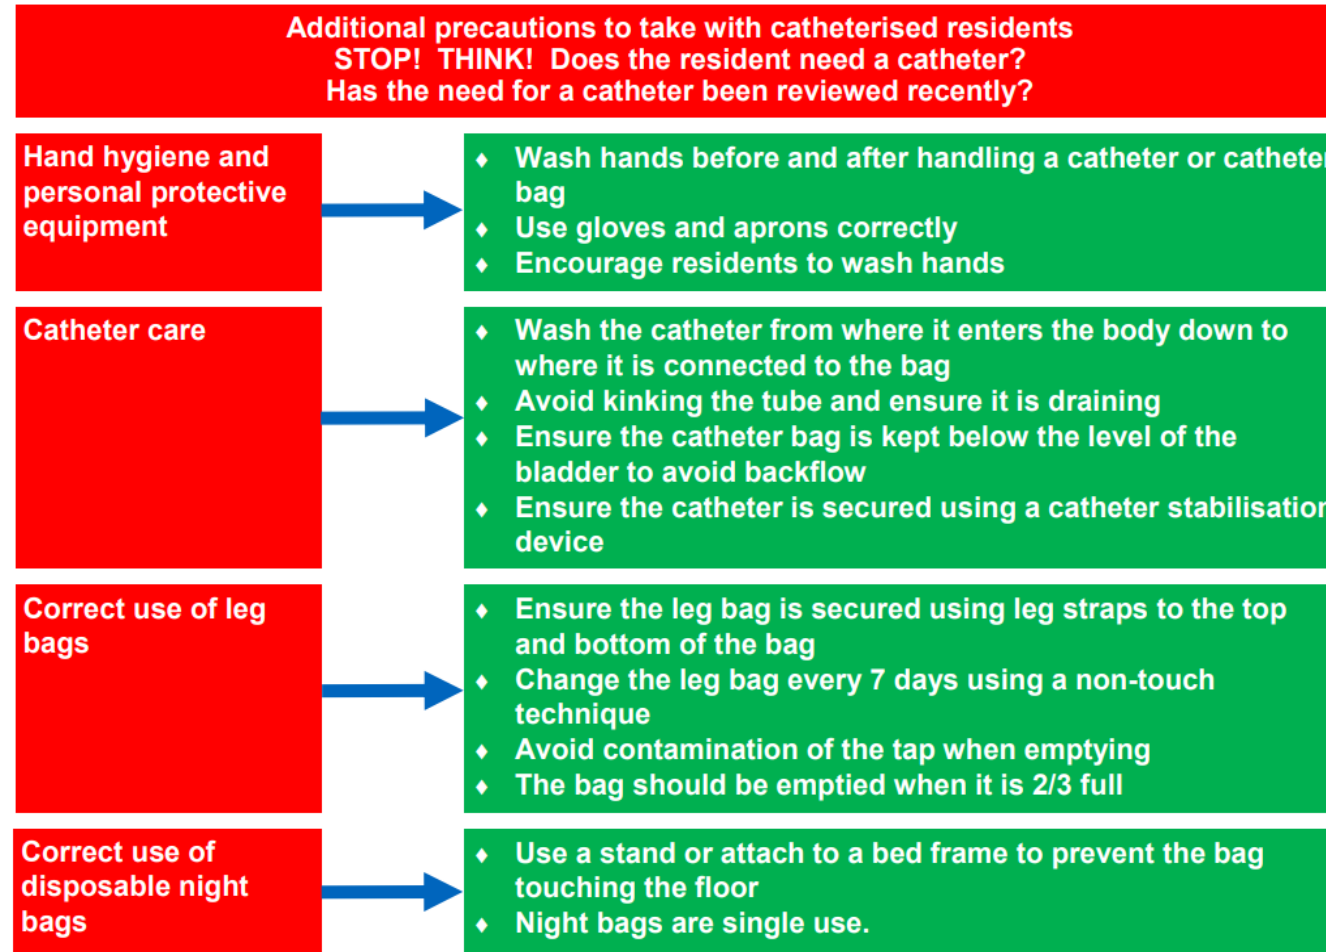 Additional precautions to take with catheterised residents
STOP! THINK! Does the resident need a catheter?
Has the need for a catheter been reviewed recently?
Hand hygiene and
personal protective
equipment
♦ Wash hands before and after handling a catheter or catheter
bag
♦ Use gloves and aprons correctly
♦ Encourage residents to wash hands
Catheter care
♦ Wash the catheter from where it enters the body down to
where it is connected to the bag
♦ Avoid kinking the tube and ensure it is draining
♦ Ensure the catheter bag is kept below the level of the
bladder to avoid backflow
♦ Ensure the catheter is secured using a catheter stabilisation
device
Correct use of leg
bags
♦ Ensure the leg bag is secured using leg straps to the top
and bottom of the bag
♦ Change the leg bag every 7 days using a non-touch
technique
♦ Avoid contamination of the tap when emptying
♦ The bag should be emptied when it is 2/3 full
Correct use of
disposable night
bags
♦ Use a stand or attach to a bed frame to prevent the bag
touching the floor
♦ Night bags are single use.